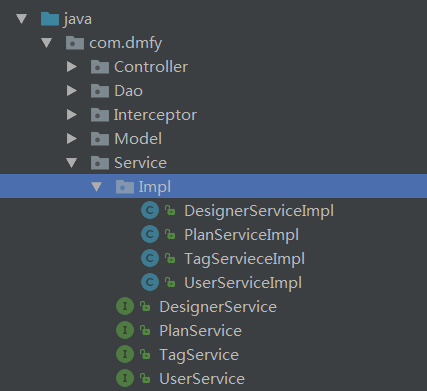 java
com.dmfy
Controller
Dao
Interceptor
Model
Service
Impl
C DesignerServiceImpl
C PlanServiceImpl
C TagServieceImpl
C UserServiceImpl
I DesignerService
I PlanService
I TagService
I UserService